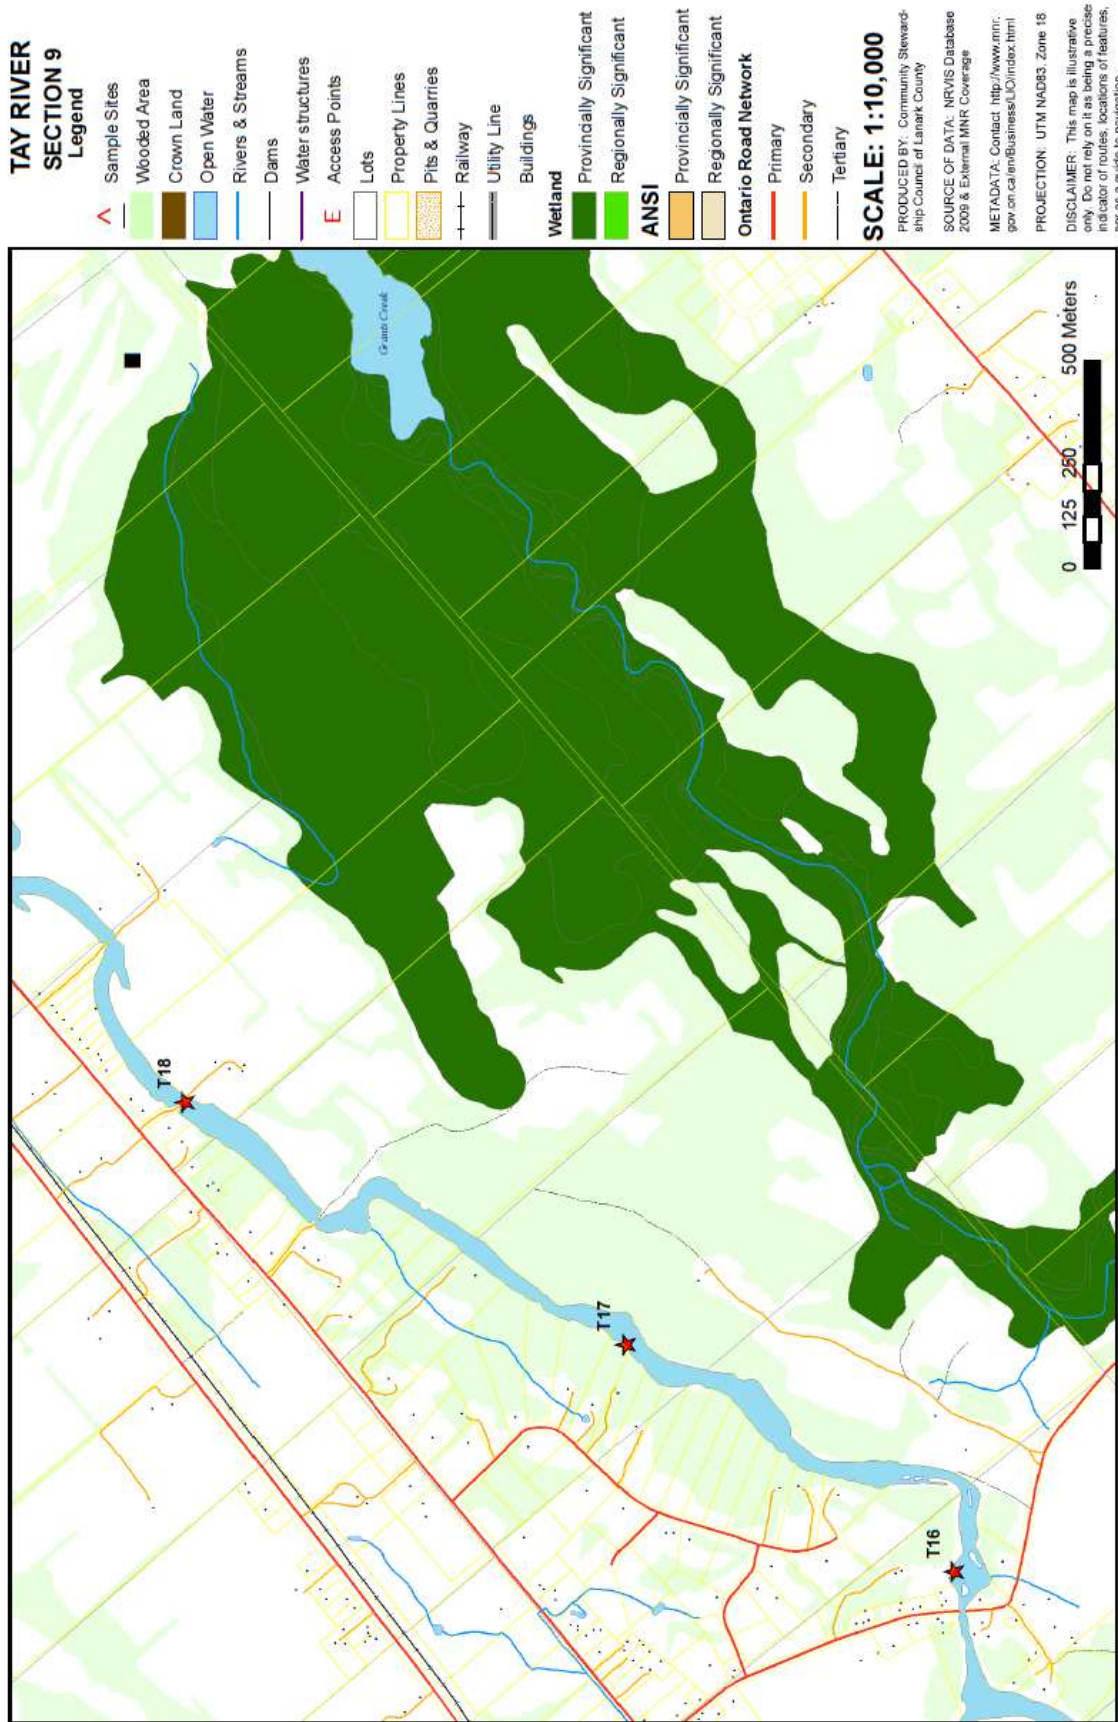 TAY RIVER
SECTION 9
Legend
Sample Sites
Wooded Area
Crown Land
Open Water
Rivers & Streams
Dams
Water structures
E Access Points
Lots
Property Lines
Pits & Quarries
Railway
Utility Line
Buildings
Wetland
Provincially Significant
Regionally Significant
ANSI
Provincially Significant
Regionally Significant
Ontario Road Network
Primary
Secondary
Tertiary
SCALE: 1:10,000
PRODUCED BY: Community Steward-
ship Council of Lanark County
SOURCE OF DATA: NRVIS Database
2009 & External MNR Coverage
METADATA: Contact http://www.mnr.
gov.on.ca/en/Business/LIO/index.html
PROJECTION: UTM NAD83, Zone 18
DISCLAIMER: This map is illustrative
only. Do not rely on it as being a precise
indicator of routes, locations of features,
nor as a guide to navigation
Grants Creek
T18
T17
T16
0 125 250 500 Meters